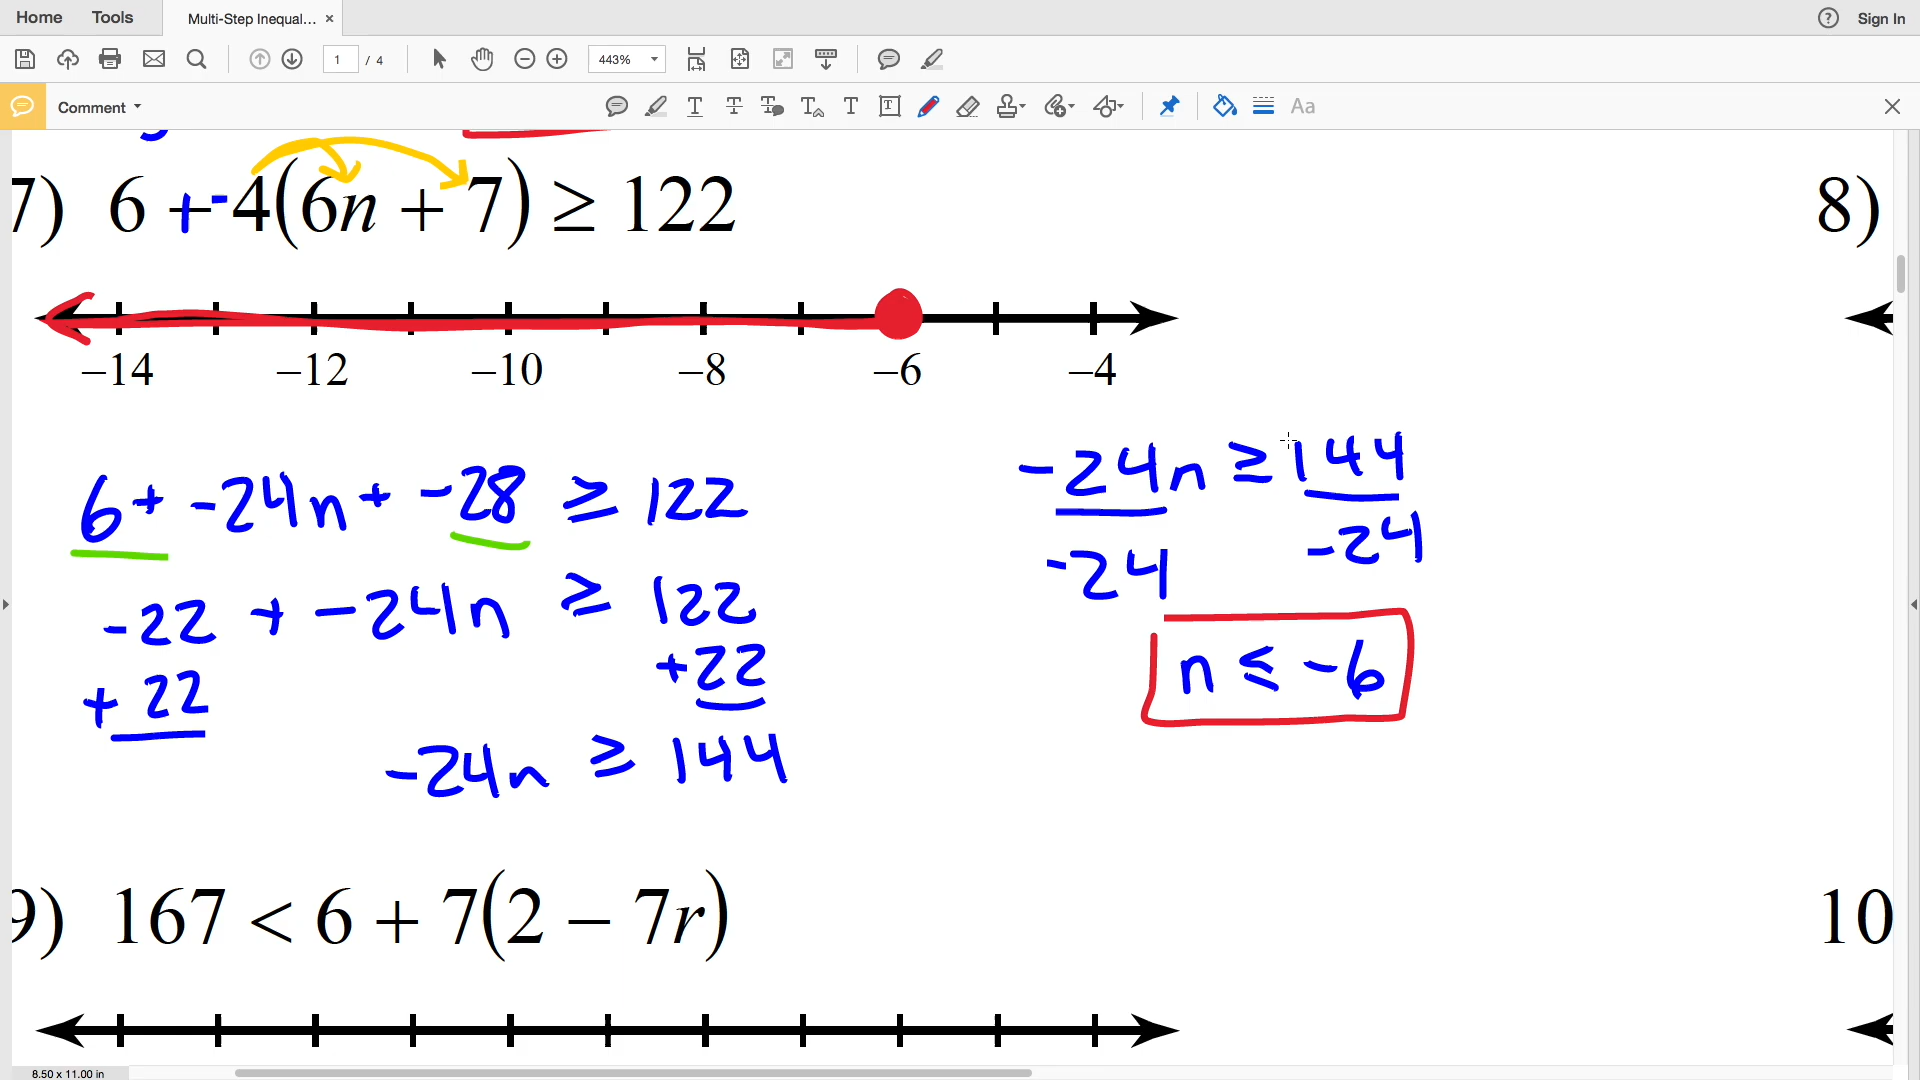 Home Tools Multi-Step Inequal... × ? Sign In
1 / 4 443%
Comment Aa
7) 6 +-4(6n + 7) ≥ 122
8)
-14 -12 -10 -8 -6 -4
6 + -24n + -28 ≥ 122
-22 + -24n ≥ 122
+ 22 +22
-24n ≥ 144
-24n ≥ 144
-24 -24
n ≤ -6
9) 167 < 6 + 7(2 − 7r)
10
8.50 x 11.00 in